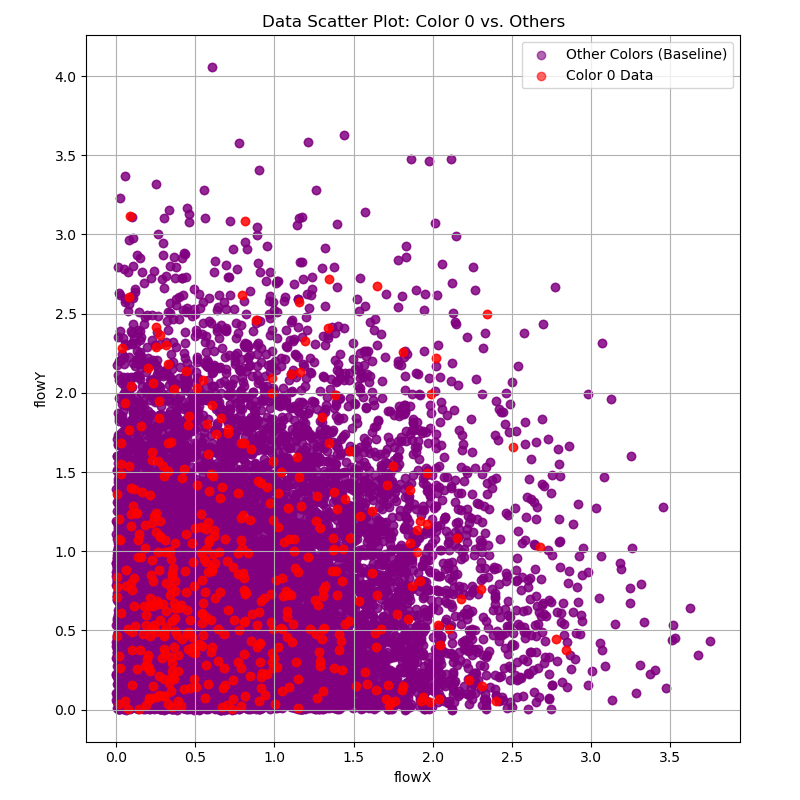 Data Scatter Plot: Color 0 vs. Others
Other Colors (Baseline)
Color 0 Data
4.0
3.5
3.0
2.5
2.0
1.5
1.0
0.5
0.0
flowY
0.0 0.5 1.0 1.5 2.0 2.5 3.0 3.5
flowX